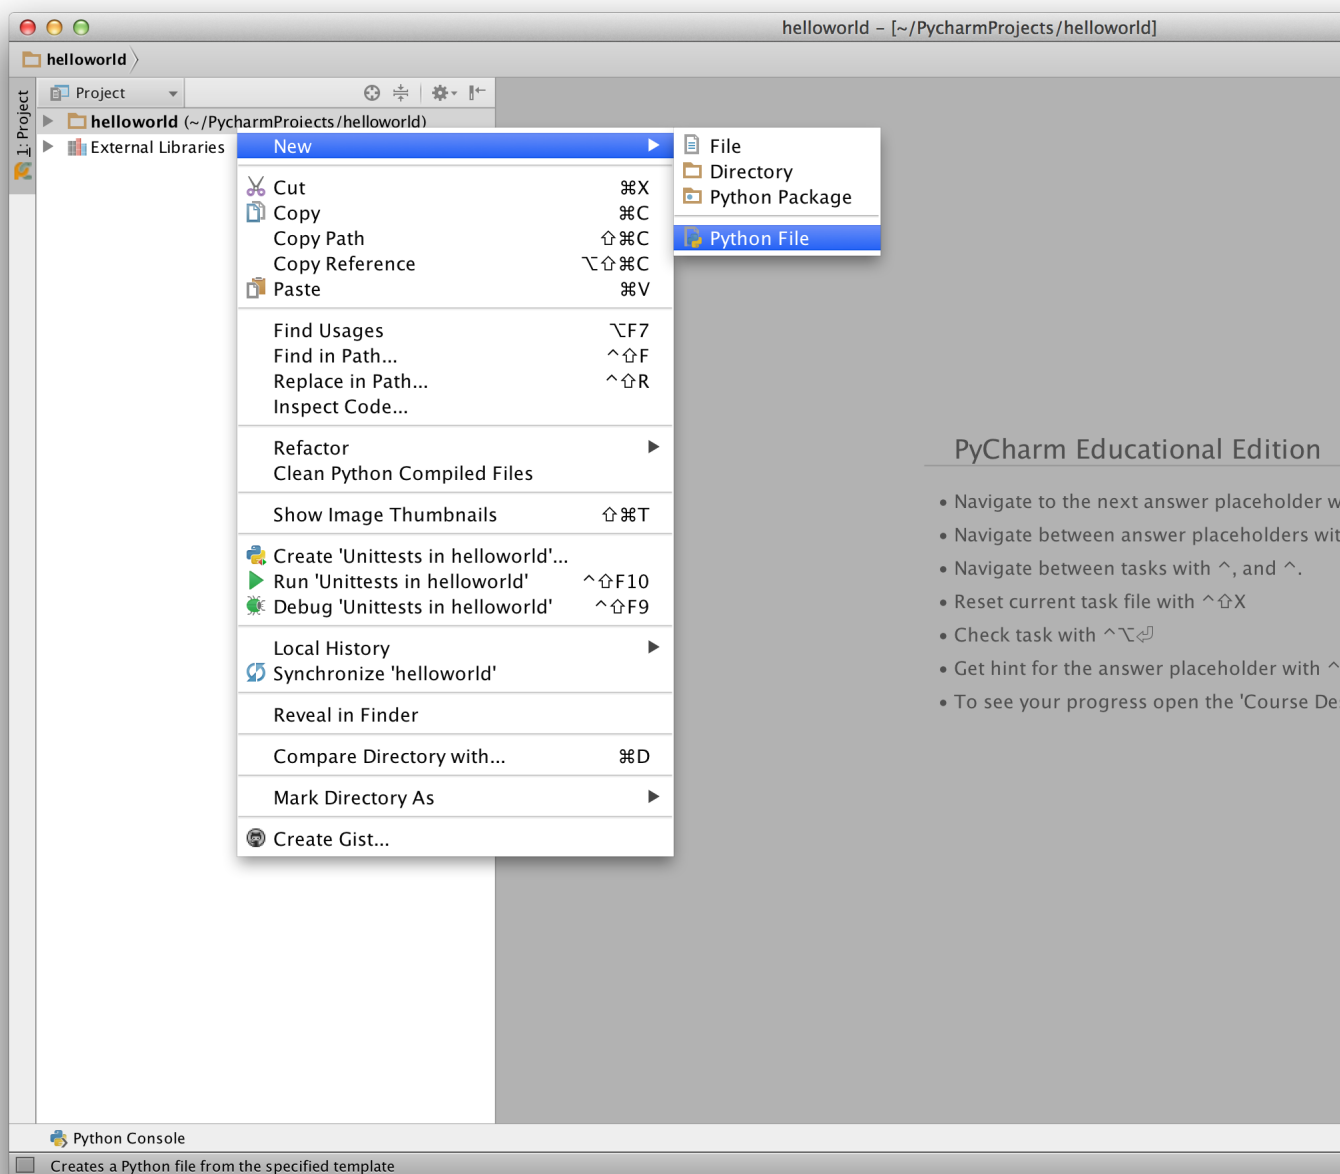 helloworld – [~/PycharmProjects/helloworld]
helloworld
1: Project
Project
helloworld (~/PycharmProjects/helloworld)
External Libraries
New
Cut ⌘X
Copy ⌘C
Copy Path ⇧⌘C
Copy Reference ⌥⇧⌘C
Paste ⌘V
Find Usages ⌥F7
Find in Path... ^⇧F
Replace in Path... ^⇧R
Inspect Code...
Refactor
Clean Python Compiled Files
Show Image Thumbnails ⇧⌘T
Create 'Unittests in helloworld'...
Run 'Unittests in helloworld' ^⇧F10
Debug 'Unittests in helloworld' ^⇧F9
Local History
Synchronize 'helloworld'
Reveal in Finder
Compare Directory with... ⌘D
Mark Directory As
Create Gist...
File
Directory
Python Package
Python File
PyCharm Educational Edition
• Navigate to the next answer placeholder w
• Navigate between answer placeholders wit
• Navigate between tasks with ^, and ^.
• Reset current task file with ^⇧X
• Check task with ^⌥⏎
• Get hint for the answer placeholder with ^
• To see your progress open the 'Course De
Python Console
Creates a Python file from the specified template